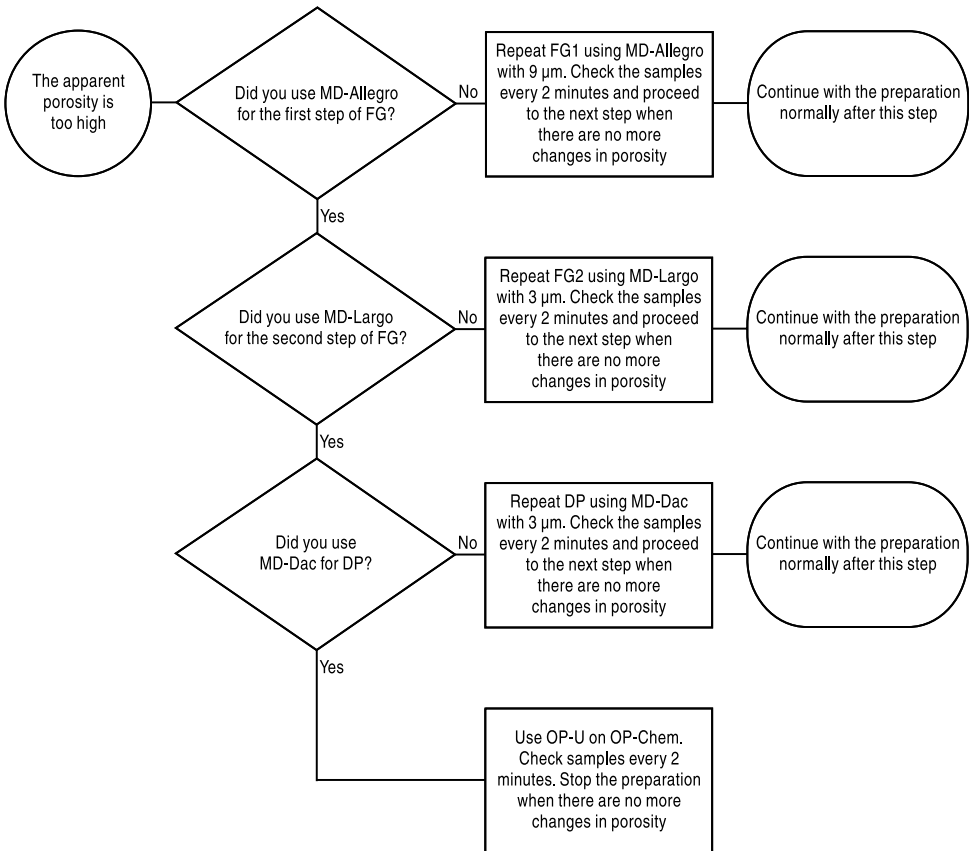 The apparent
porosity is
too high
Did you use MD-Allegro
for the first step of FG?
No
Repeat FG1 using MD-Allegro
with 9 µm. Check the samples
every 2 minutes and proceed
to the next step when
there are no more
changes in porosity
Continue with the preparation
normally after this step
Yes
Did you use MD-Largo
for the second step of FG?
No
Repeat FG2 using MD-Largo
with 3 µm. Check the samples
every 2 minutes and proceed
to the next step when
there are no more
changes in porosity
Continue with the preparation
normally after this step
Yes
Did you use
MD-Dac for DP?
No
Repeat DP using MD-Dac
with 3 µm. Check the samples
every 2 minutes and proceed
to the next step when
there are no more
changes in porosity
Continue with the preparation
normally after this step
Yes
Use OP-U on OP-Chem.
Check samples every 2
minutes. Stop the preparation
when there are no more
changes in porosity